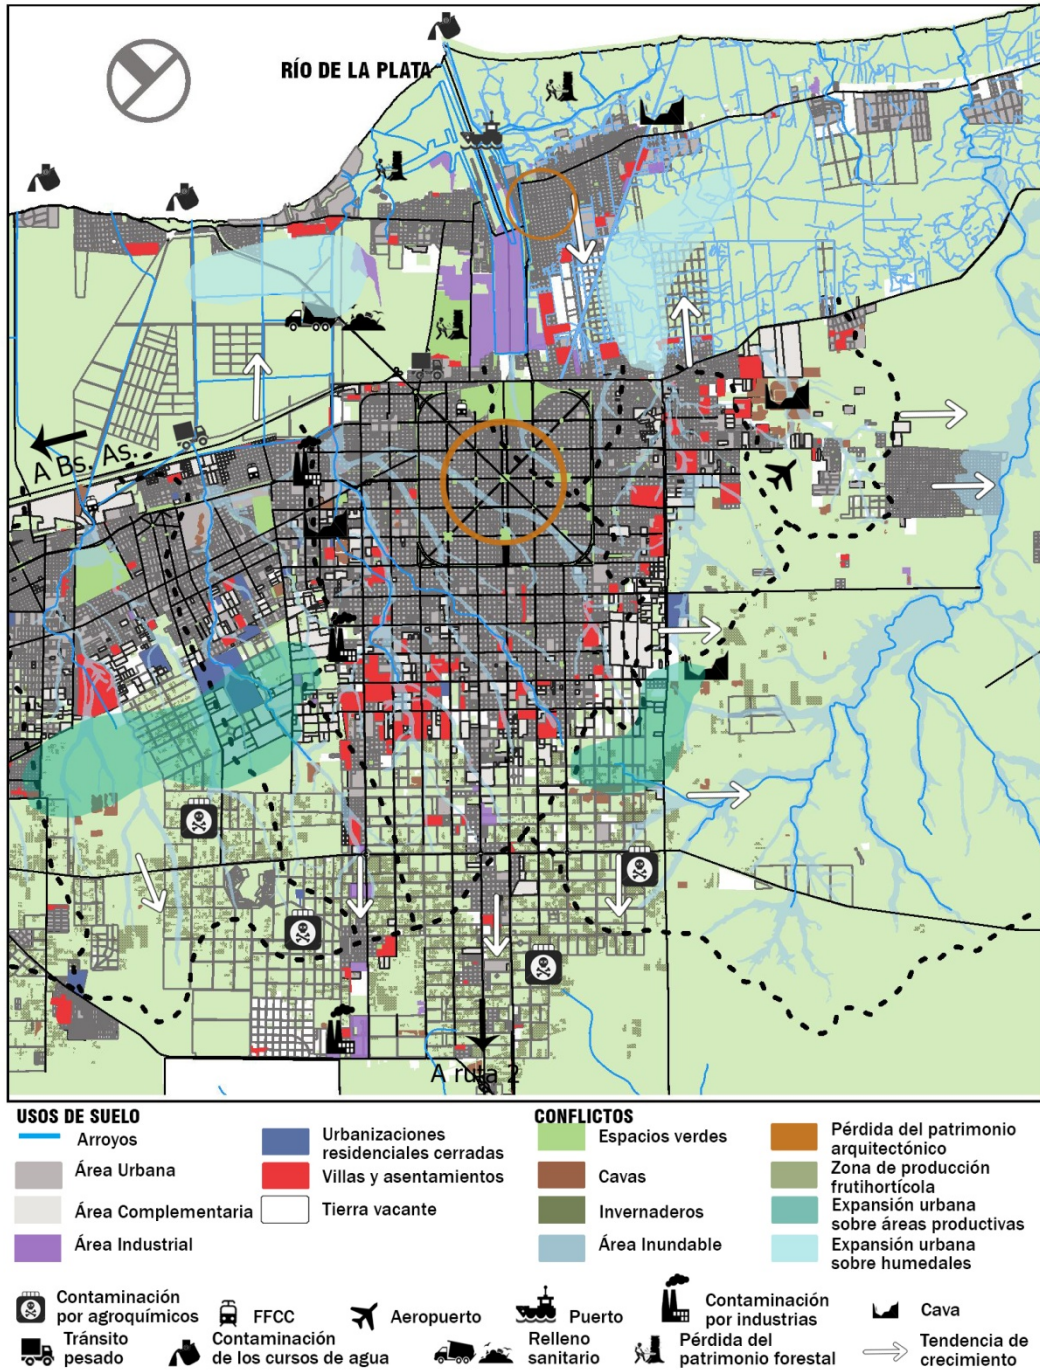 RÍO DE LA PLATA
A Bs. As.
A ruta 2
USOS DE SUELO
Arroyos
Área Urbana
Área Complementaria
Área Industrial
Urbanizaciones
residenciales cerradas
Villas y asentamientos
Tierra vacante
CONFLICTOS
Espacios verdes
Cavas
Invernaderos
Área Inundable
Pérdida del patrimonio
arquitectónico
Zona de producción
frutihortícola
Expansión urbana
sobre áreas productivas
Expansión urbana
sobre humedales
Contaminación
por agroquímicos
FFCC
Aeropuerto
Puerto
Contaminación
por industrias
Cava
Tránsito
pesado
Contaminación
de los cursos de agua
Relleno
sanitario
Pérdida del
patrimonio forestal
Tendencia de
crecimiento